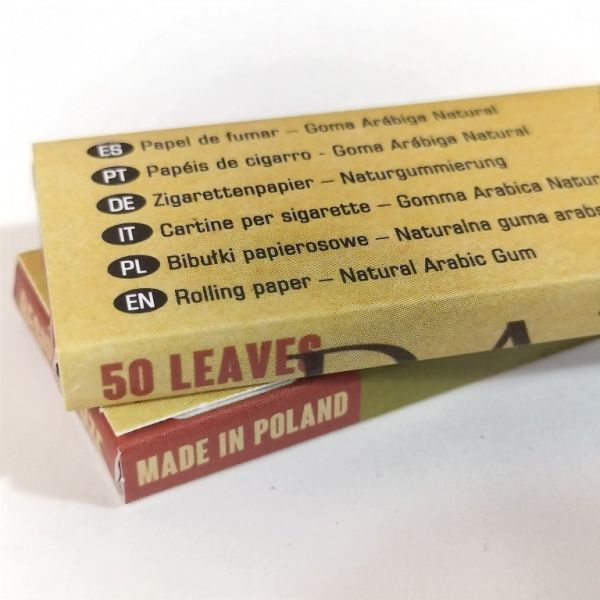 ES Papel de fumar – Goma Arábiga Natural
PT Papéis de cigarro - Goma Arábiga Natural
DE Zigarettenpapier – Naturgummierung
IT Cartine per sigarette – Gomma Arabica Natur
PL Bibułki papierosowe – Naturalna guma arabs
EN Rolling paper – Natural Arabic Gum
50 LEAVES
MADE IN POLAND